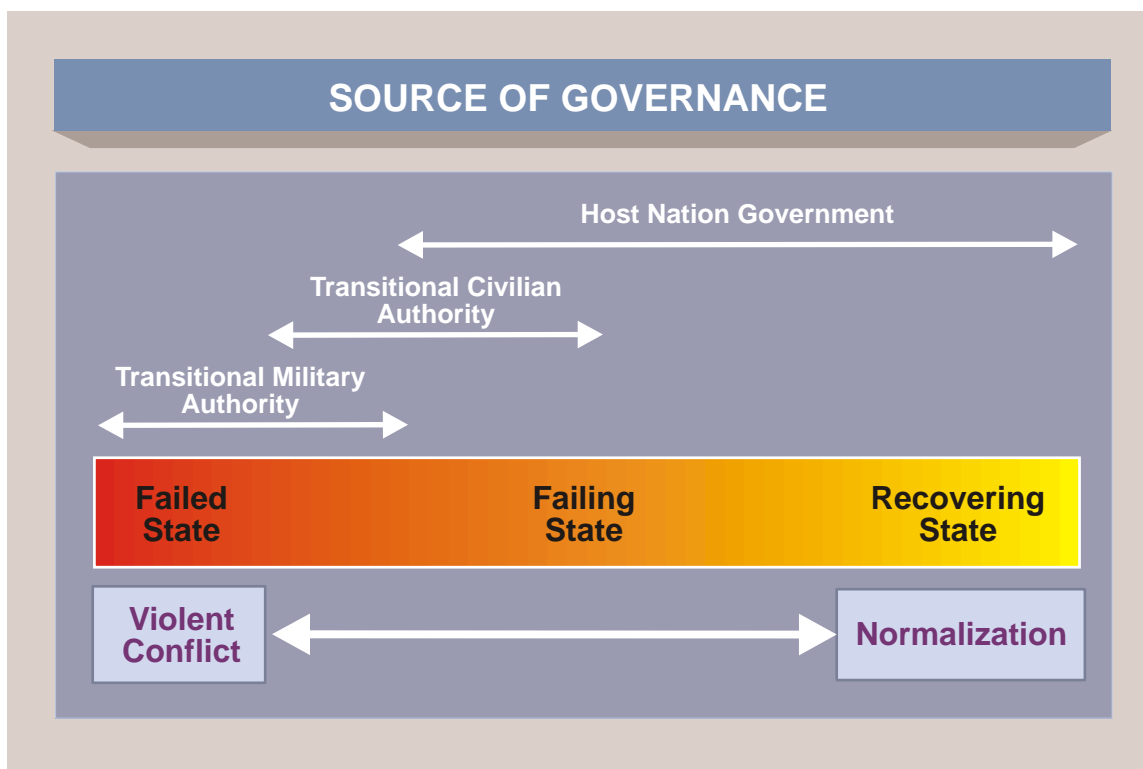 SOURCE OF GOVERNANCE
Host Nation Government
Transitional Civilian
Authority
Transitional Military
Authority
Failed
State
Failing
State
Recovering
State
Violent
Conflict
Normalization